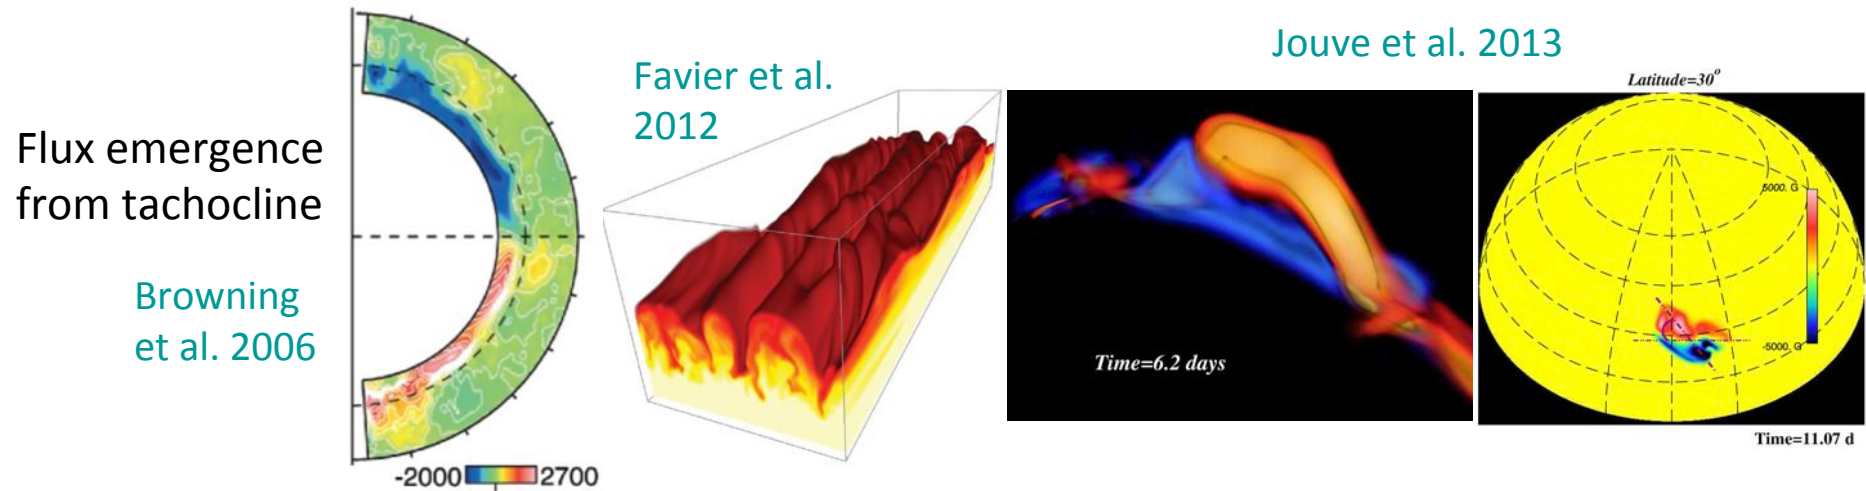 Flux emergence
from tachocline
Browning
et al. 2006
-2000 2700
Favier et al.
2012
Jouve et al. 2013
Time=6.2 days
Latitude=30°
5000. G
-5000. G
Time=11.07 d